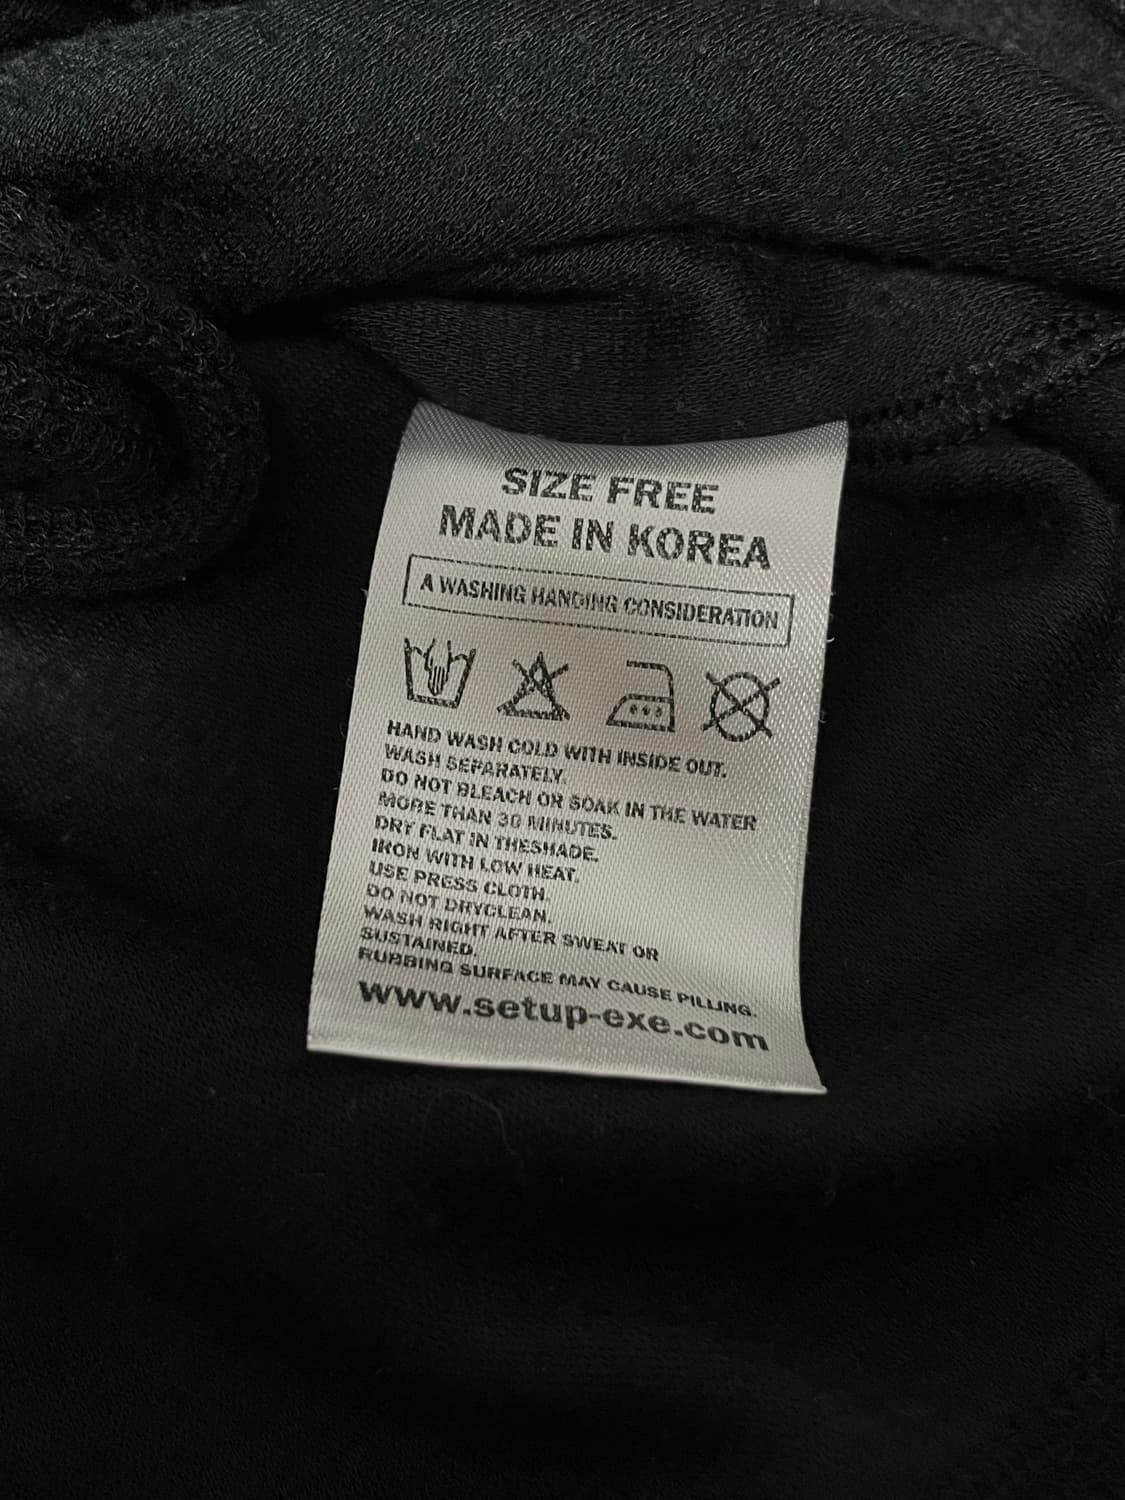 SIZE FREE
MADE IN KOREA
A WASHING HANDING CONSIDERATION
HAND WASH COLD WITH INSIDE OUT.
WASH SEPARATELY.
DO NOT BLEACH OR SOAK IN THE WATER
MORE THAN 30 MINUTES.
DRY FLAT IN THESHADE.
IRON WITH LOW HEAT.
USE PRESS CLOTH.
DO NOT DRYCLEAN.
WASH RIGHT AFTER SWEAT OR
SUSTAINED.
RUBBING SURFACE MAY CAUSE PILLING.
www.setup-exe.com